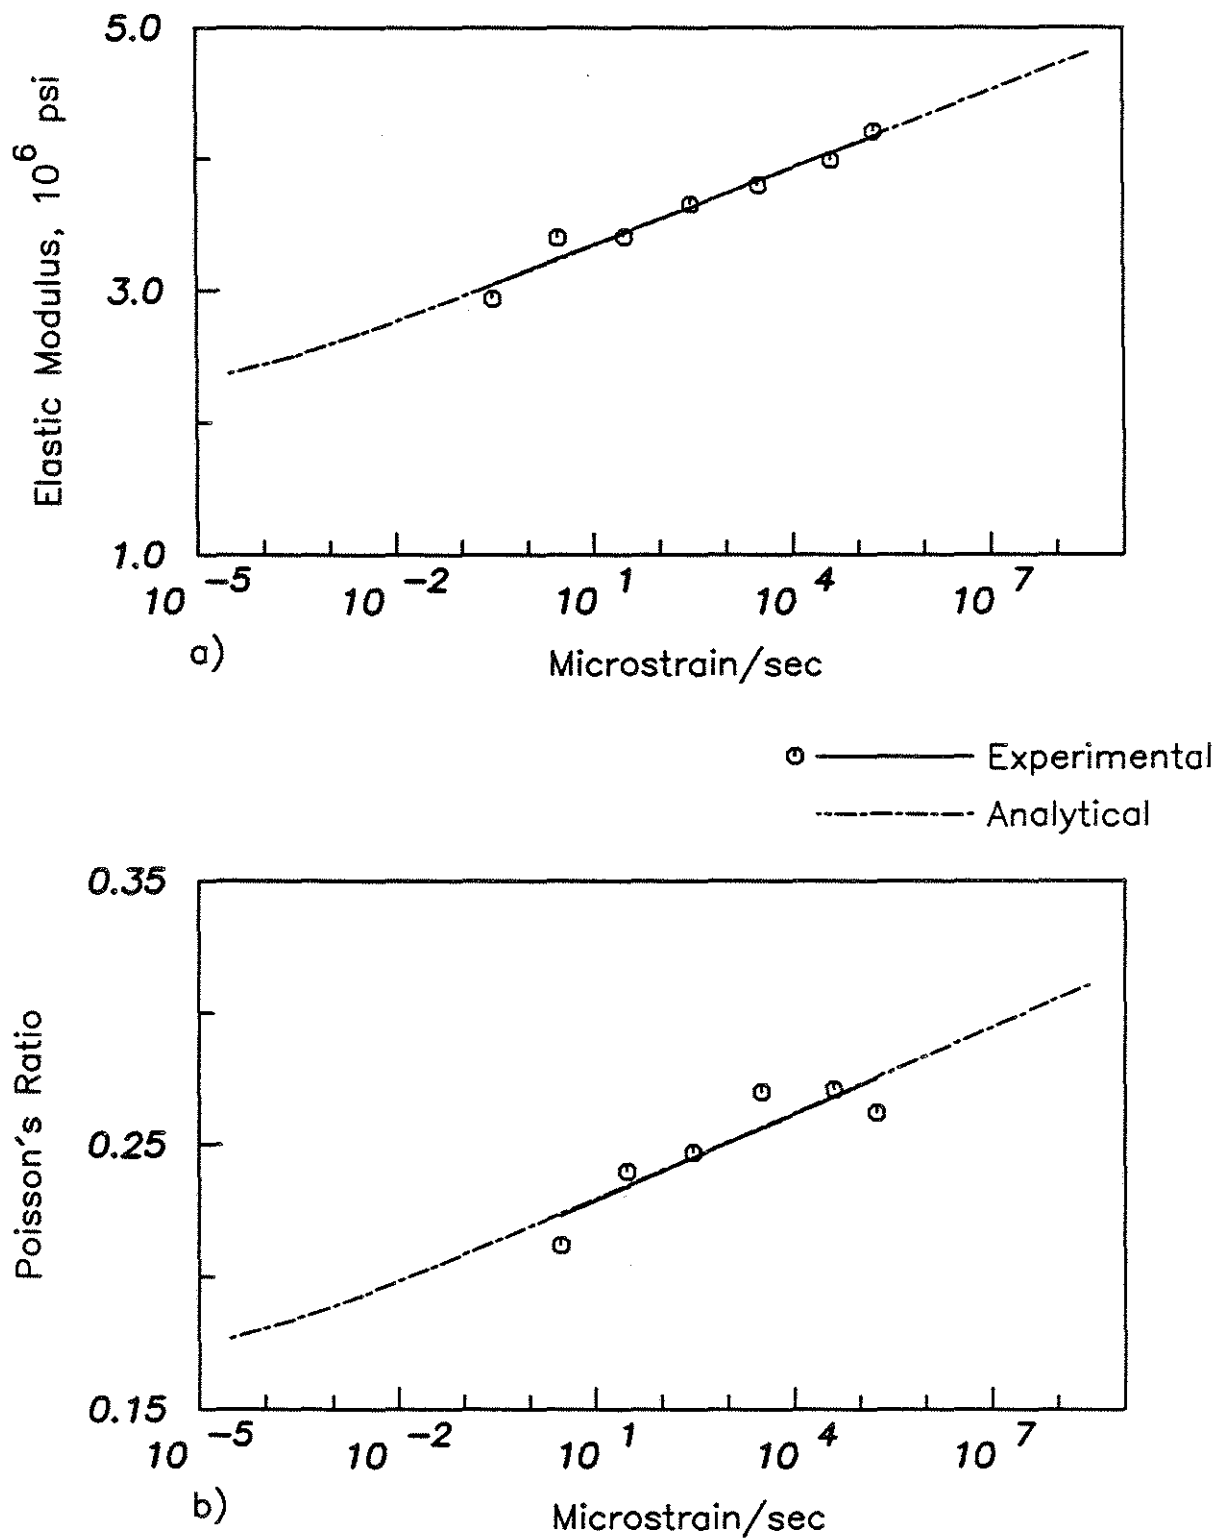 5.0
3.0
1.0
Elastic Modulus, 10^6 psi
10^-5 10^-2 10^1 10^4 10^7
a)
Microstrain/sec
Experimental
Analytical
0.35
0.25
0.15
Poisson's Ratio
10^-5 10^-2 10^1 10^4 10^7
b)
Microstrain/sec